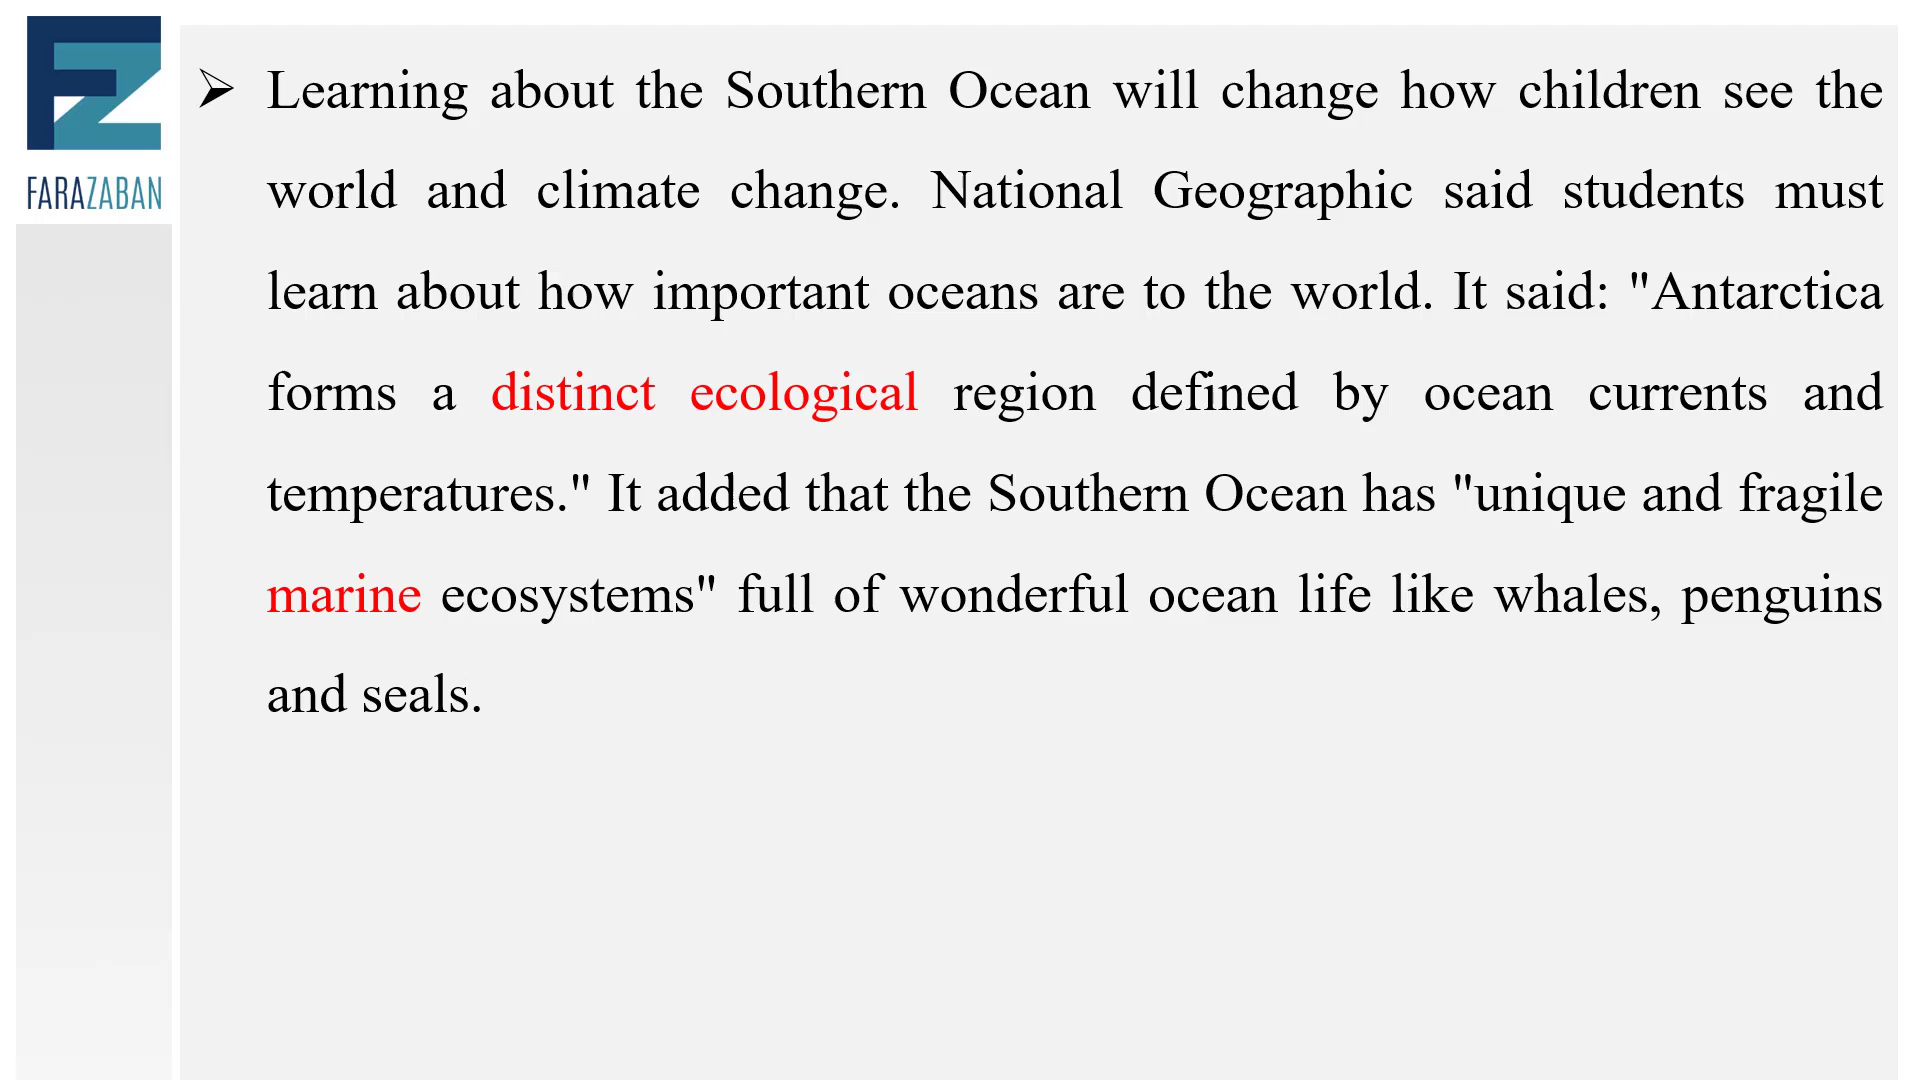 FARAZABAN
Learning about the Southern Ocean will change how children see the
world and climate change. National Geographic said students must
learn about how important oceans are to the world. It said: "Antarctica
forms a distinct ecological region defined by ocean currents and
temperatures." It added that the Southern Ocean has "unique and fragile
marine ecosystems" full of wonderful ocean life like whales, penguins
and seals.